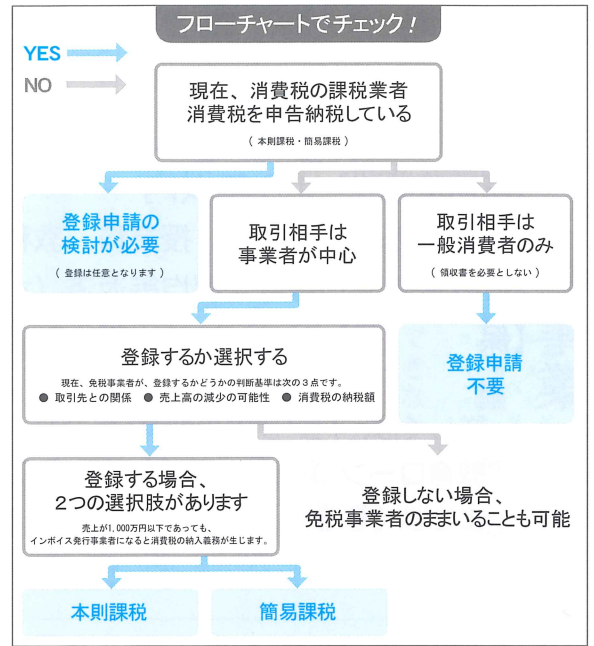 フローチャートでチェック!
YES
NO
現在、消費税の課税業者
消費税を申告納税している
( 本則課税・簡易課税 )
登録申請の
検討が必要
( 登録は任意となります )
取引相手は
事業者が中心
取引相手は
一般消費者のみ
( 領収書を必要としない )
登録するか選択する
現在、免税事業者が、登録するかどうかの判断基準は次の3点です。
● 取引先との関係 ● 売上高の減少の可能性 ● 消費税の納税額
登録申請
不要
登録する場合、
2つの選択肢があります
売上が1,000万円以下であっても、
インボイス発行事業者になると消費税の納入義務が生じます。
登録しない場合、
免税事業者のままいることも可能
本則課税
簡易課税